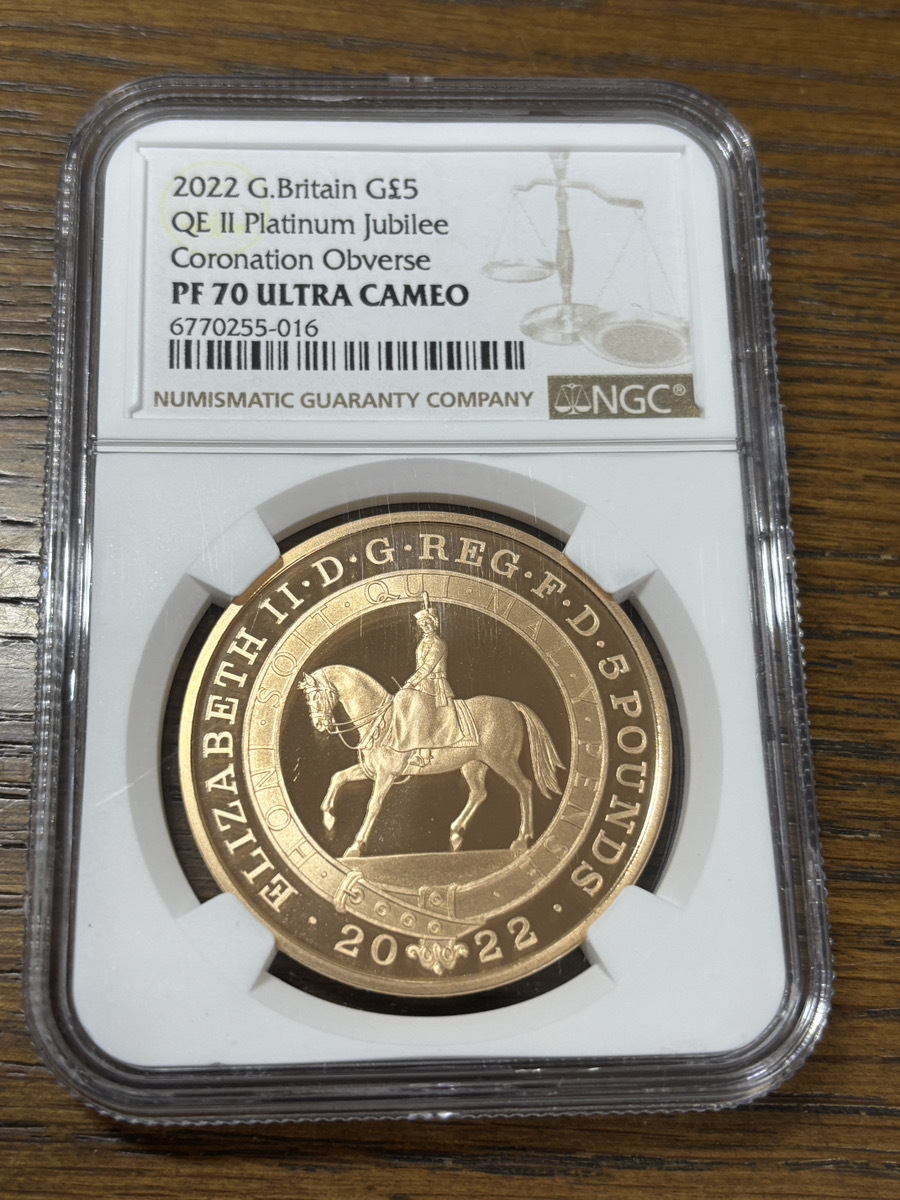 2022 G.Britain G£5
QE II Platinum Jubilee
Coronation Obverse
PF 70 ULTRA CAMEO
6770255-016
NUMISMATIC GUARANTY COMPANY
NGC®
ELIZABETH II·D·G·REG·F·D·5 POUNDS
HONI·SOIT·QUI·MAL·Y·PENSE
·2022·